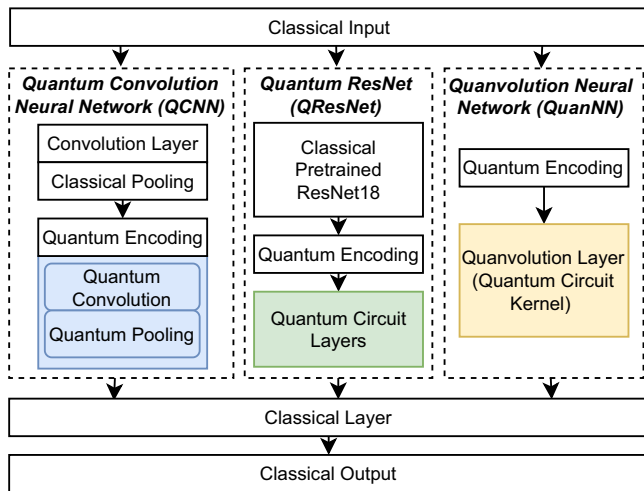 Classical Input
Quantum Convolution
Neural Network (QCNN)
Convolution Layer
Classical Pooling
Quantum Encoding
Quantum
Convolution
Quantum Pooling
Quantum ResNet
(QResNet)
Classical
Pretrained
ResNet18
Quantum Encoding
Quantum Circuit
Layers
Quanvolution Neural
Network (QuanNN)
Quantum Encoding
Quanvolution Layer
(Quantum Circuit
Kernel)
Classical Layer
Classical Output